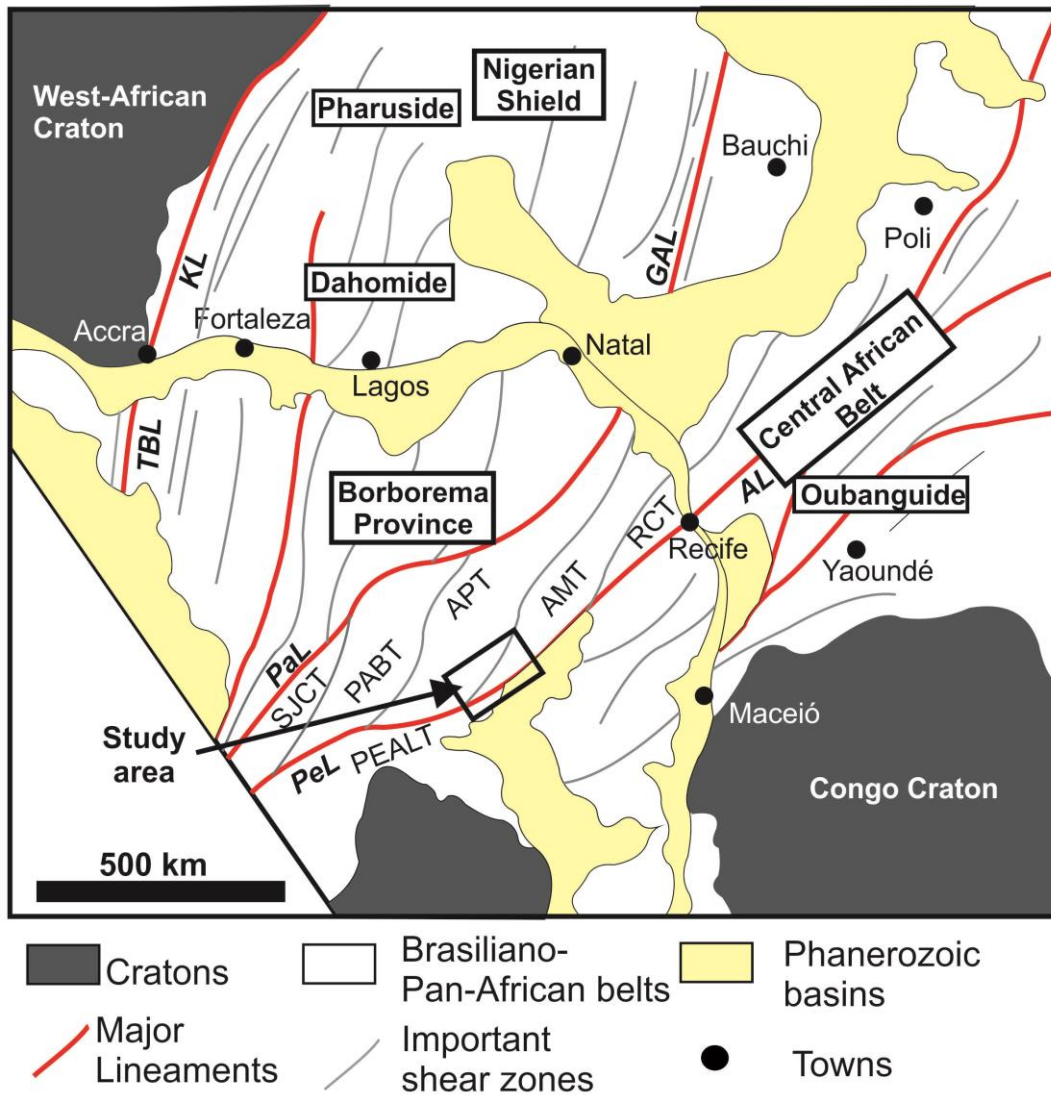 West-African
Craton
Pharuside
Nigerian
Shield
Bauchi
Poli
KL
GAL
Dahomide
Accra
Fortaleza
Lagos
Natal
Central African
Belt
TBL
AL
Borborema
Province
Oubanguide
RCT
Recife
Yaoundé
APT
AMT
PaL
SJCT
PABT
Maceió
Study
area
PeL
PEALT
Congo Craton
500 km
Cratons
Brasiliano-
Pan-African belts
Phanerozoic
basins
Major
Lineaments
Important
shear zones
Towns